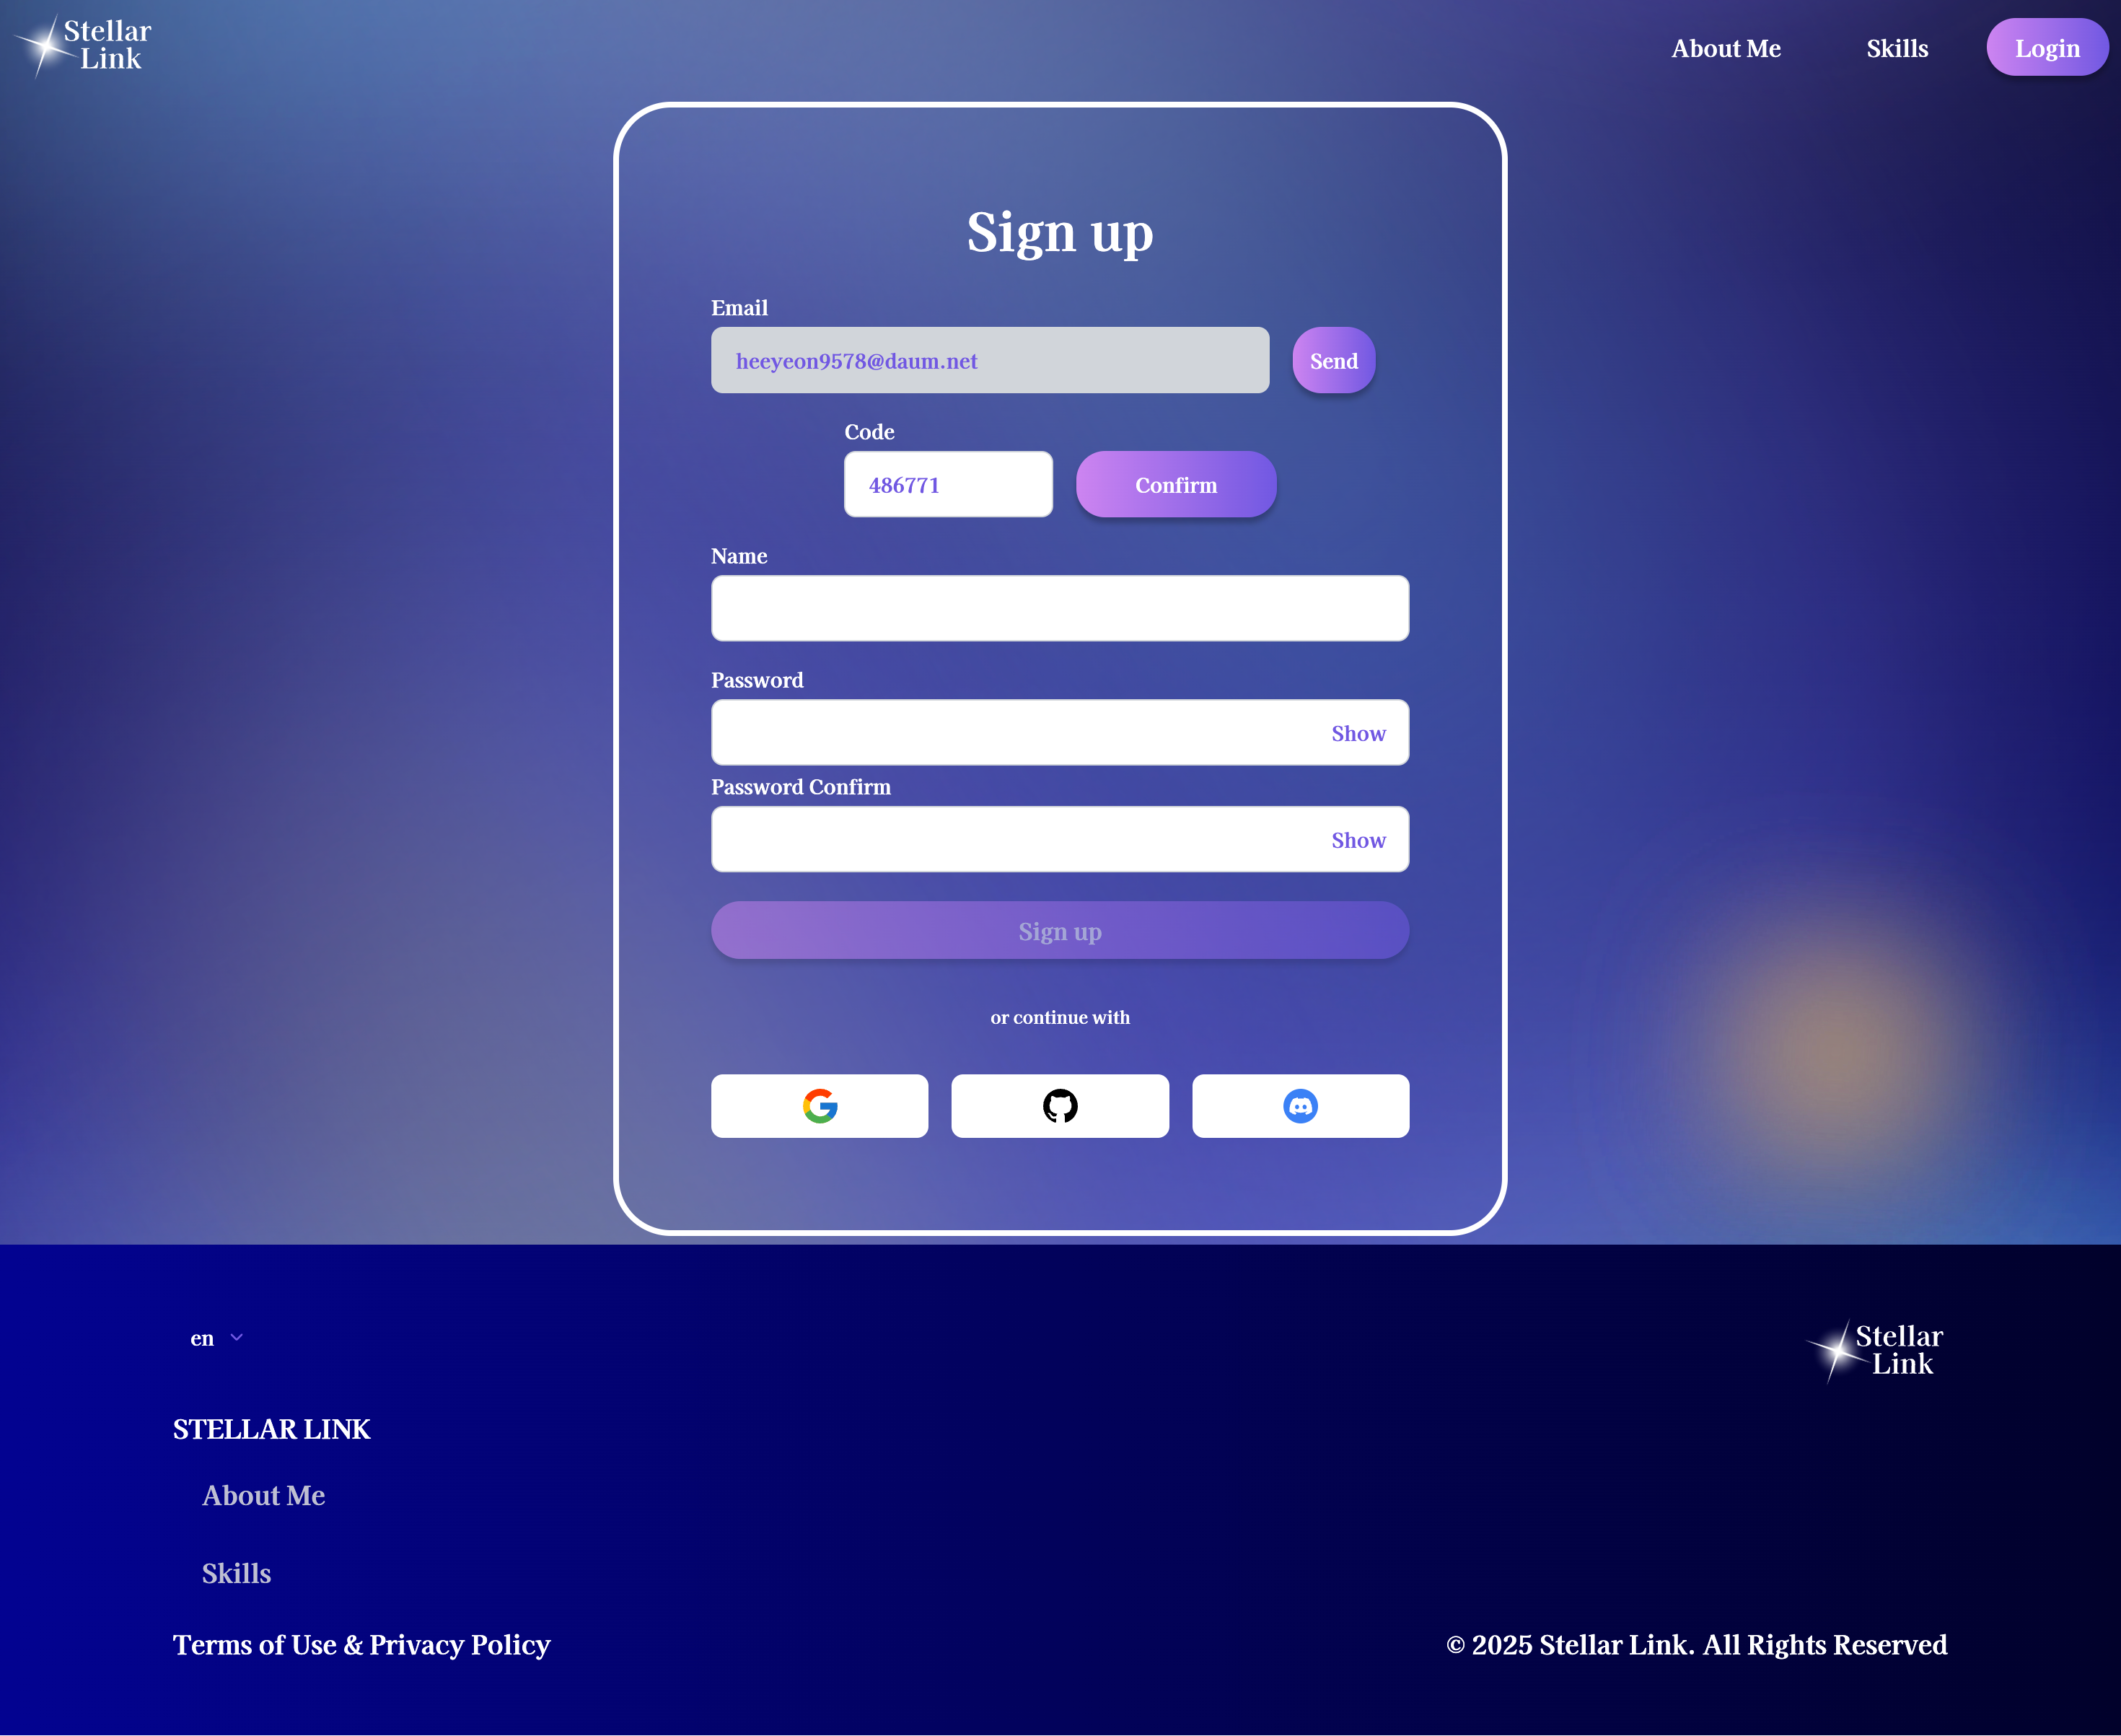 Stellar
Link
About Me
Skills
Login
Sign up
Email
heeyeon9578@daum.net
Send
Code
486771
Confirm
Name
Password
Show
Password Confirm
Show
Sign up
or continue with
en
Stellar
Link
STELLAR LINK
About Me
Skills
Terms of Use & Privacy Policy
© 2025 Stellar Link. All Rights Reserved